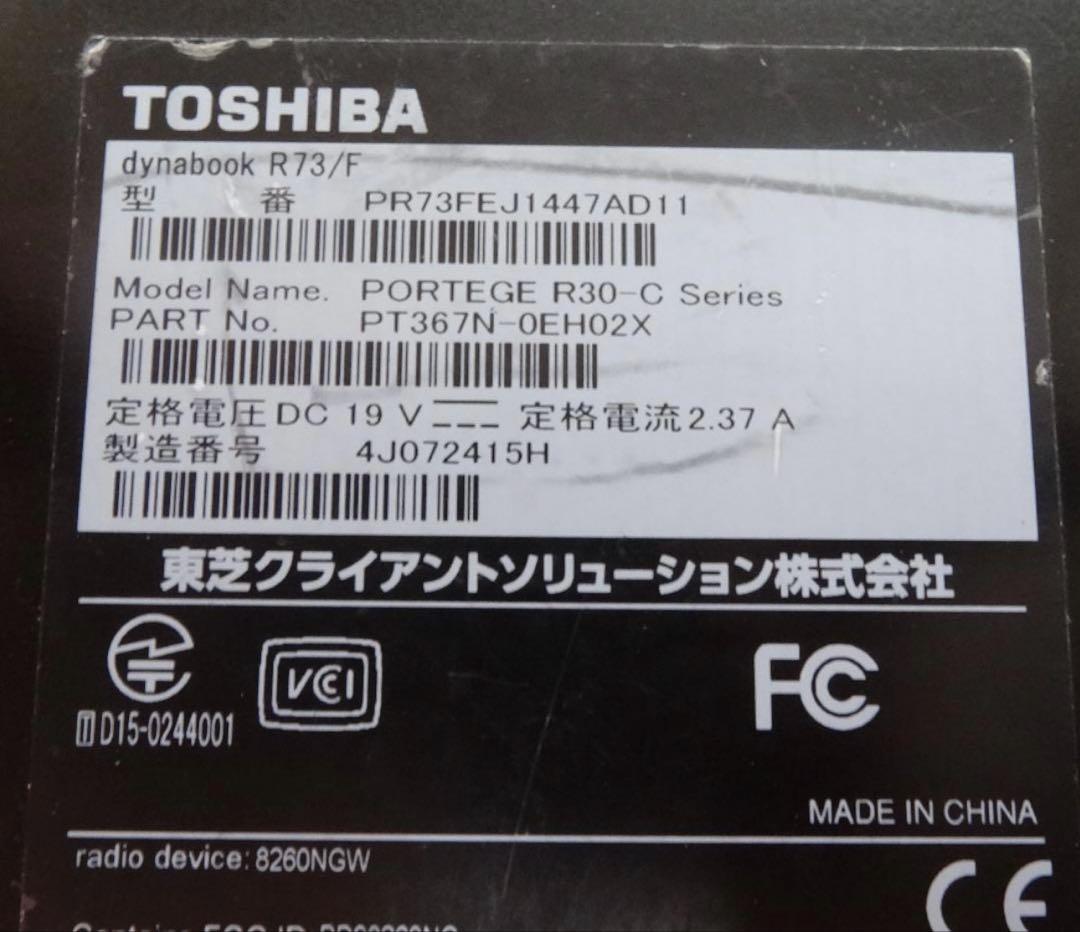 TOSHIBA
dynabook R73/F
型 番 PR73FEJ1447AD11
Model Name. PORTEGE R30-C Series
PART No. PT367N-0EH02X
定格電圧DC 19 V 定格電流2.37 A
製造番号 4J072415H
東芝クライアントソリューション株式会社
VCCI
FC
T D15-0244001
MADE IN CHINA
radio device: 8260NGW
CE